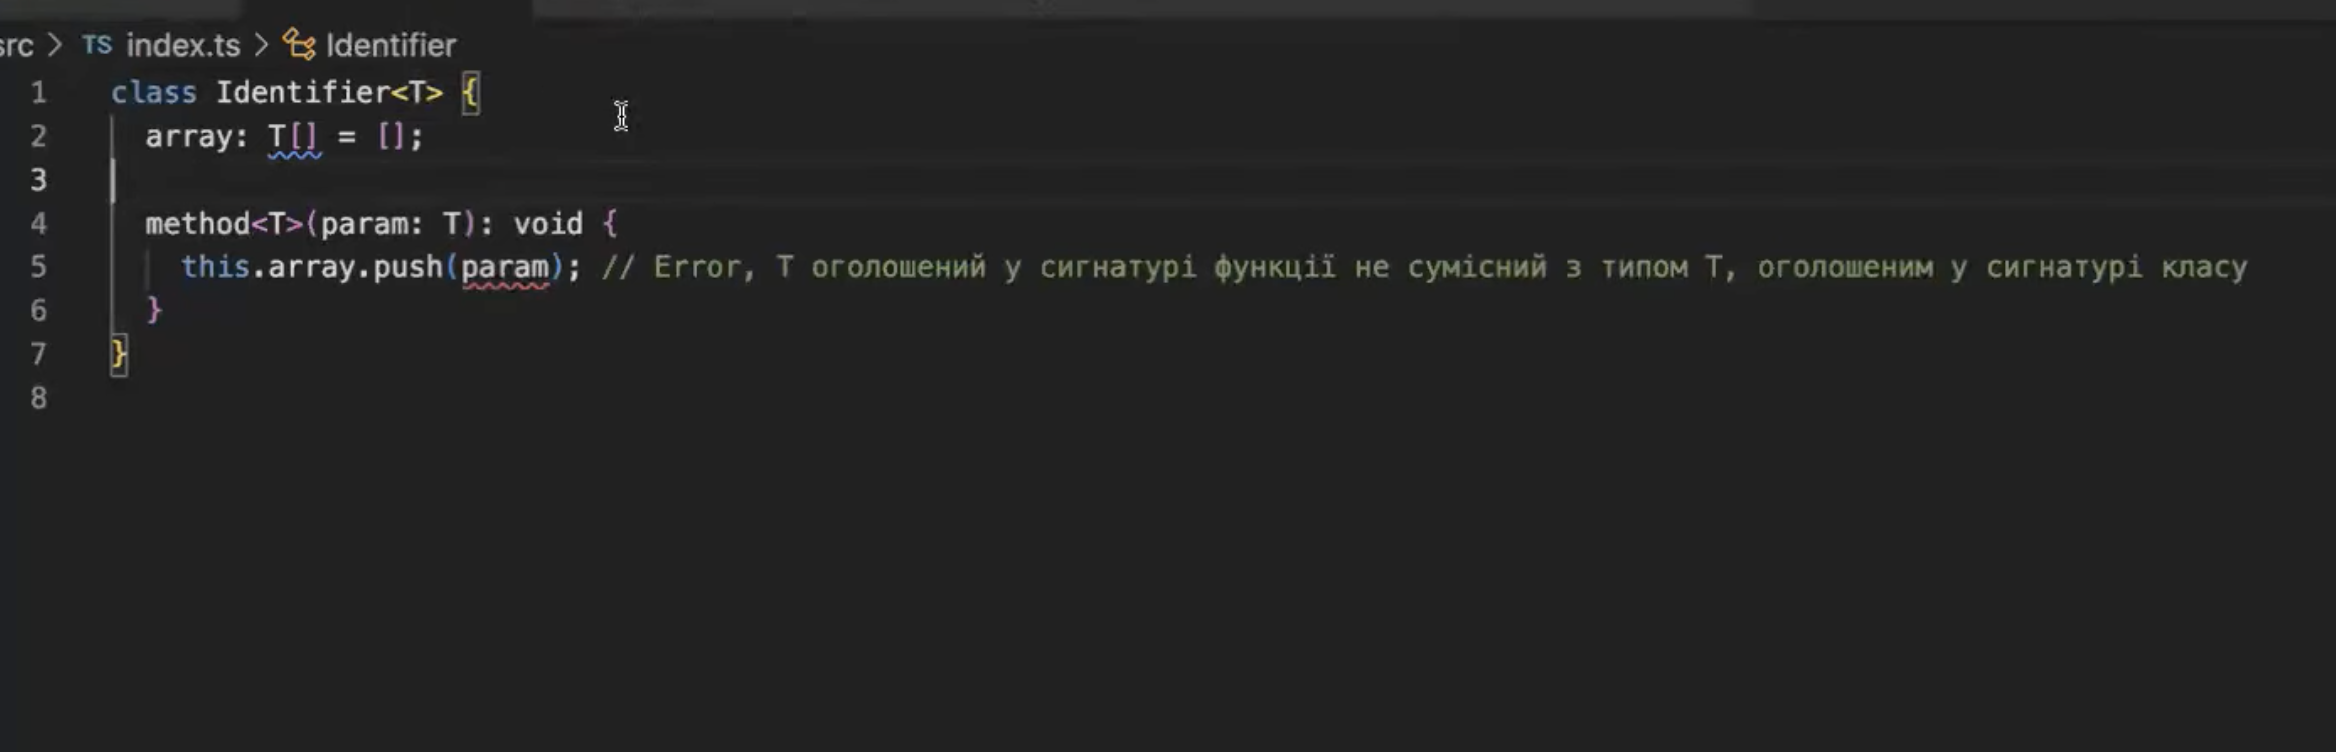 src > TS index.ts > Identifier
1 class Identifier<T> {
2 array: T[] = [];
3
4 method<T>(param: T): void {
5 this.array.push(param); // Error, T оголошений у сигнатурі функції не сумісний з типом T, оголошеним у сигнатурі класу
6 }
7 }
8